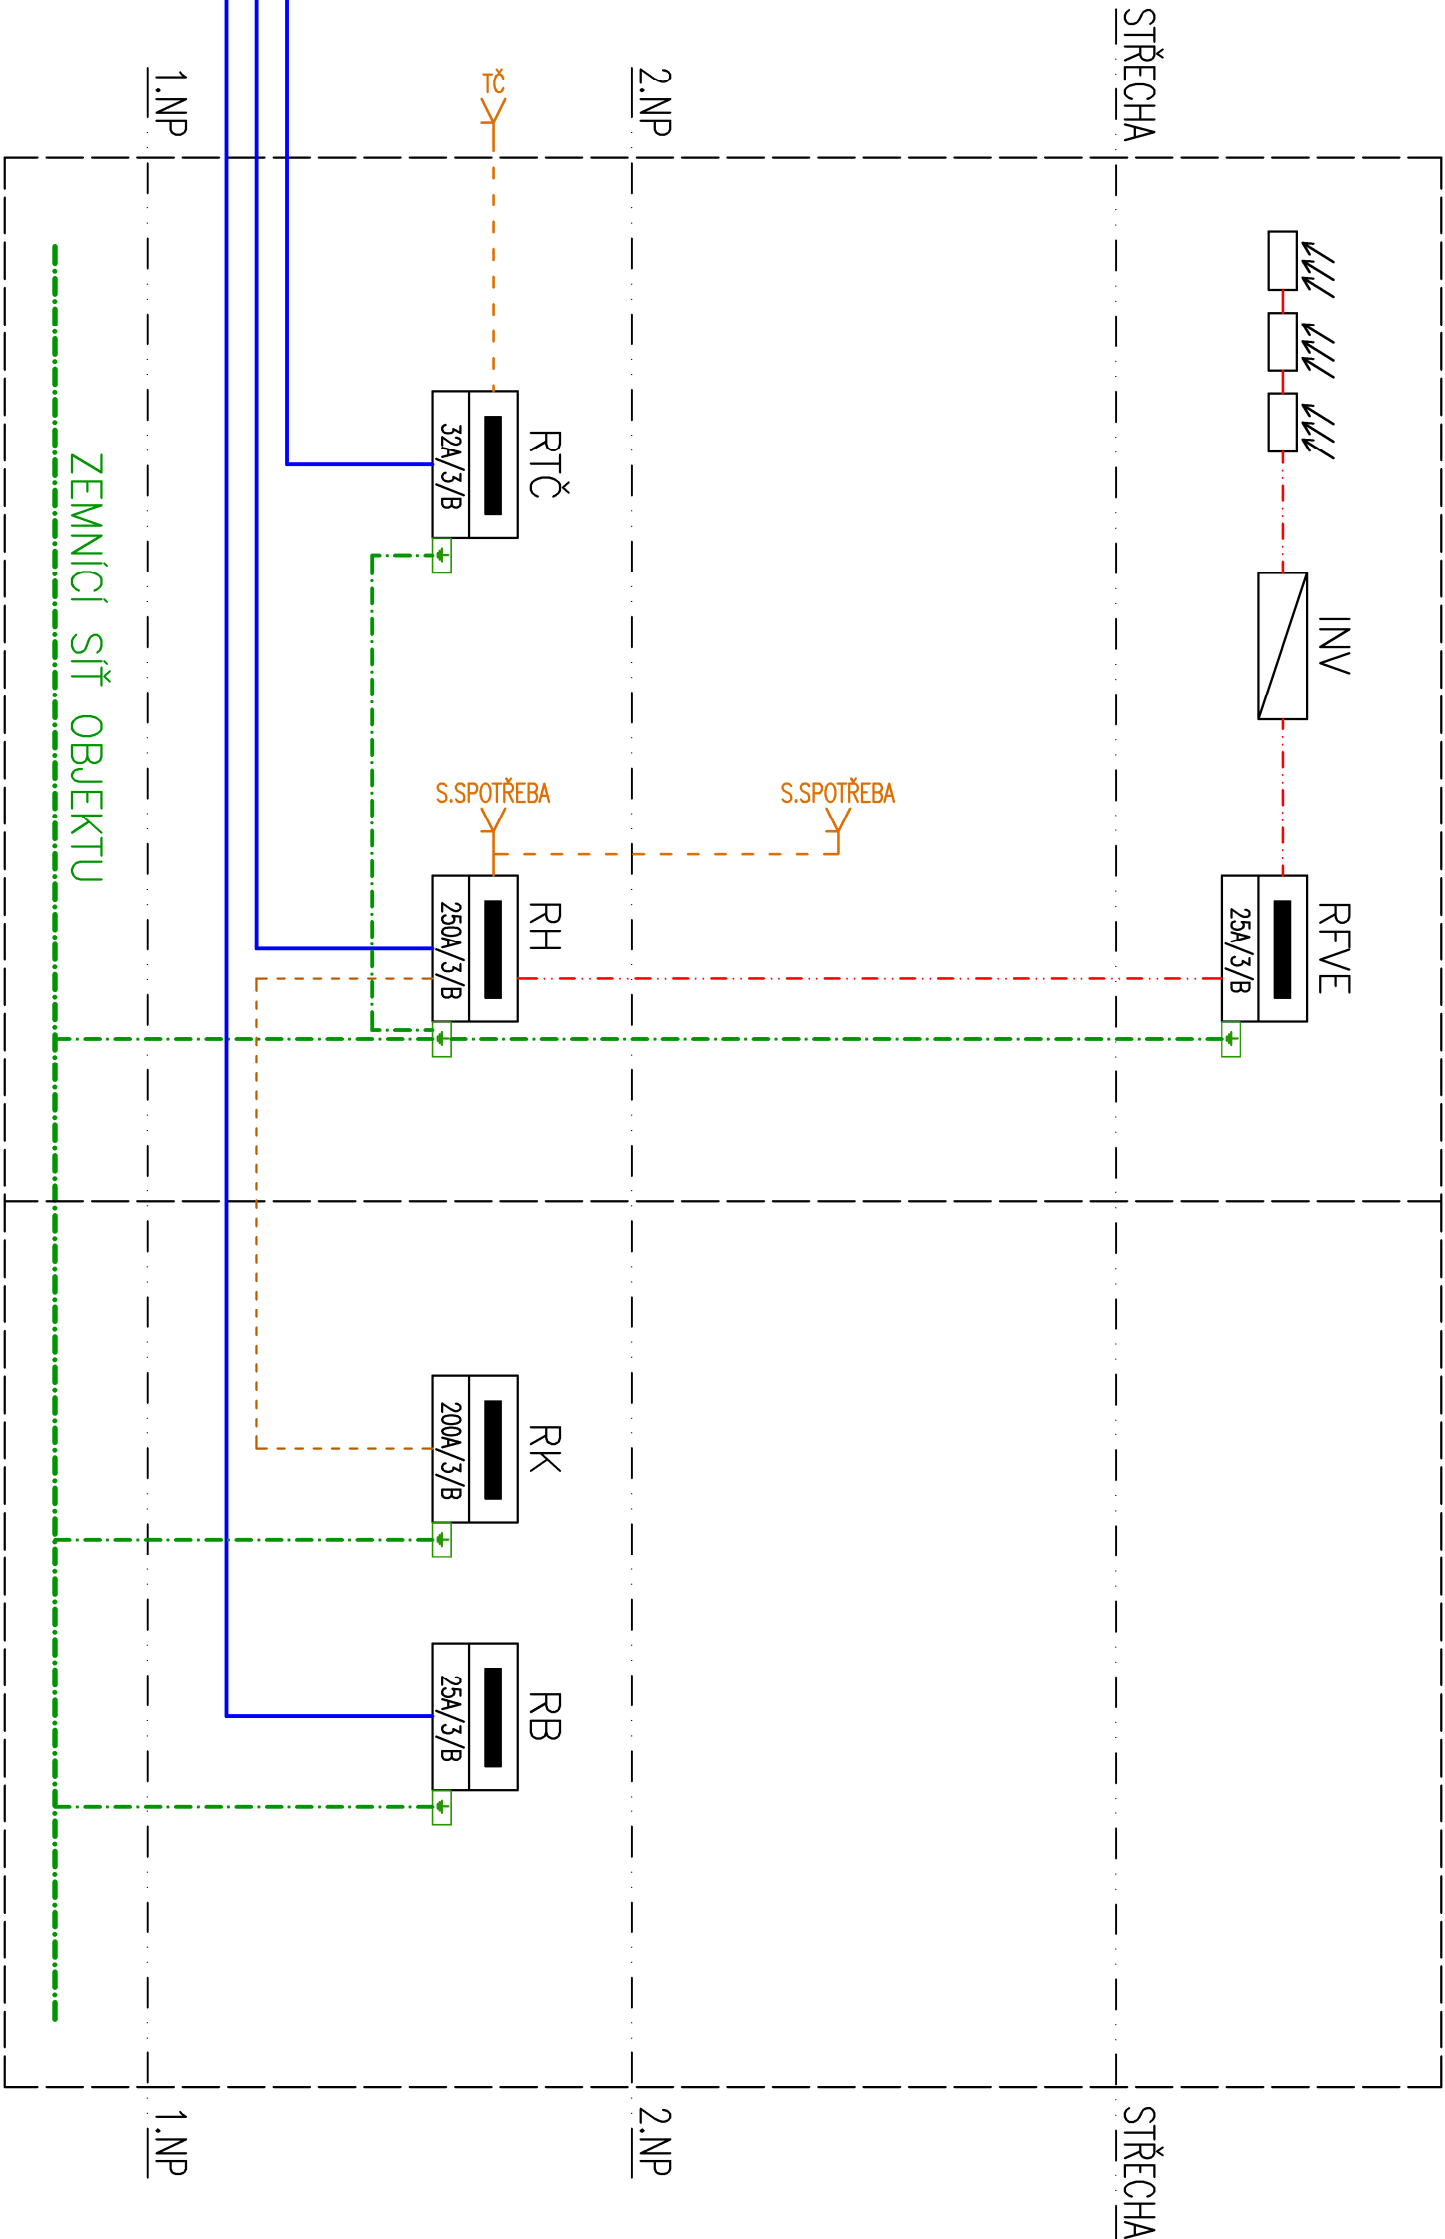 STŘECHA
STŘECHA
INV
RFVE
25A/3/B
S.SPOTŘEBA
2.NP
2.NP
TČ
RTČ
32A/3/B
S.SPOTŘEBA
RH
250A/3/B
RK
200A/3/B
RB
25A/3/B
1.NP
1.NP
ZEMNÍCÍ SÍŤ OBJEKTU